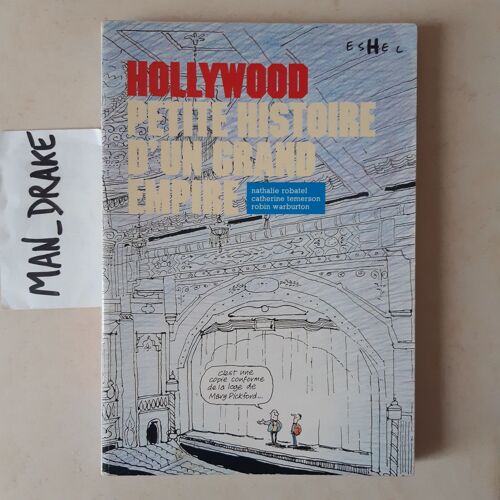 ESHEL
HOLLYWOOD
PETITE HISTOIRE
D'UN GRAND
EMPIRE
nathalie robatel
catherine temerson
robin warburton
C'est une
copie conforme
de la loge de
Mary Pickford...
MAN_DRAKE